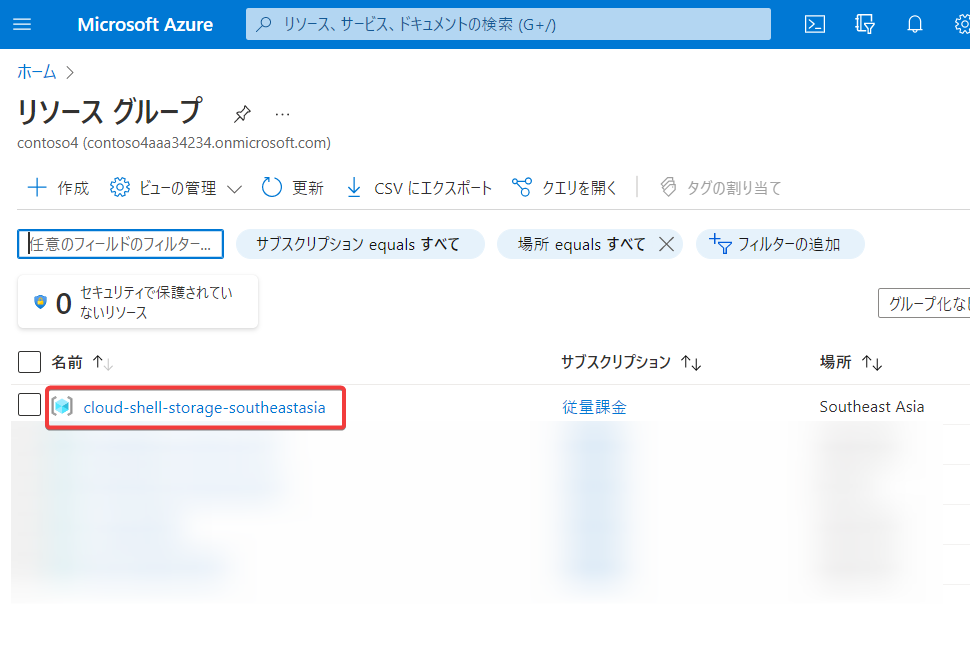 Microsoft Azure
リソース、サービス、ドキュメントの検索 (G+/)
ホーム
リソース グループ
contoso4 (contoso4aaa34234.onmicrosoft.com)
作成 ビューの管理 更新 CSV にエクスポート クエリを開く タグの割り当て
任意のフィールドのフィルター... サブスクリプション equals すべて 場所 equals すべて フィルターの追加
0 セキュリティで保護されてい
ないリソース
グループ化な
名前 サブスクリプション 場所
cloud-shell-storage-southeastasia 従量課金 Southeast Asia